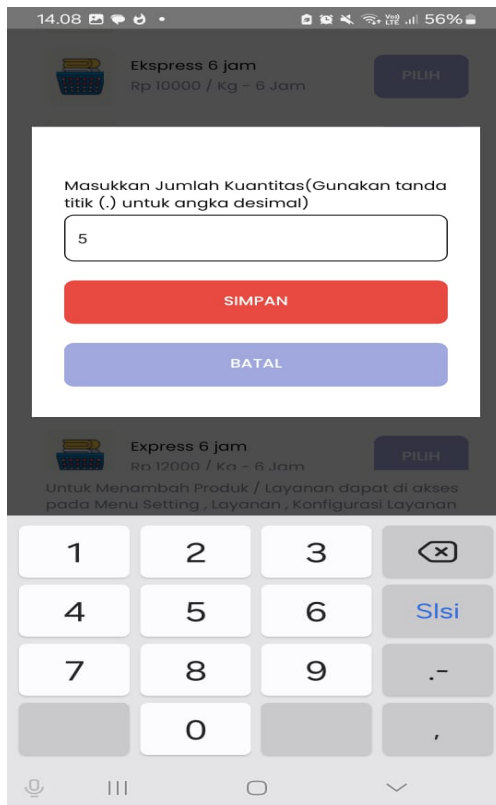 14.08 56%
Ekspress 6 jam
Rp 10000 / Kg - 6 Jam
PILIH
Masukkan Jumlah Kuantitas(Gunakan tanda
titik (.) untuk angka desimal)
5
SIMPAN
BATAL
Express 6 jam
Rp 12000 / Kg - 6 Jam
PILIH
Untuk Menambah Produk / Layanan dapat di akses
pada Menu Setting , Layanan , Konfigurasi Layanan
1 2 3
4 5 6 Slsi
7 8 9 .-
0 ,